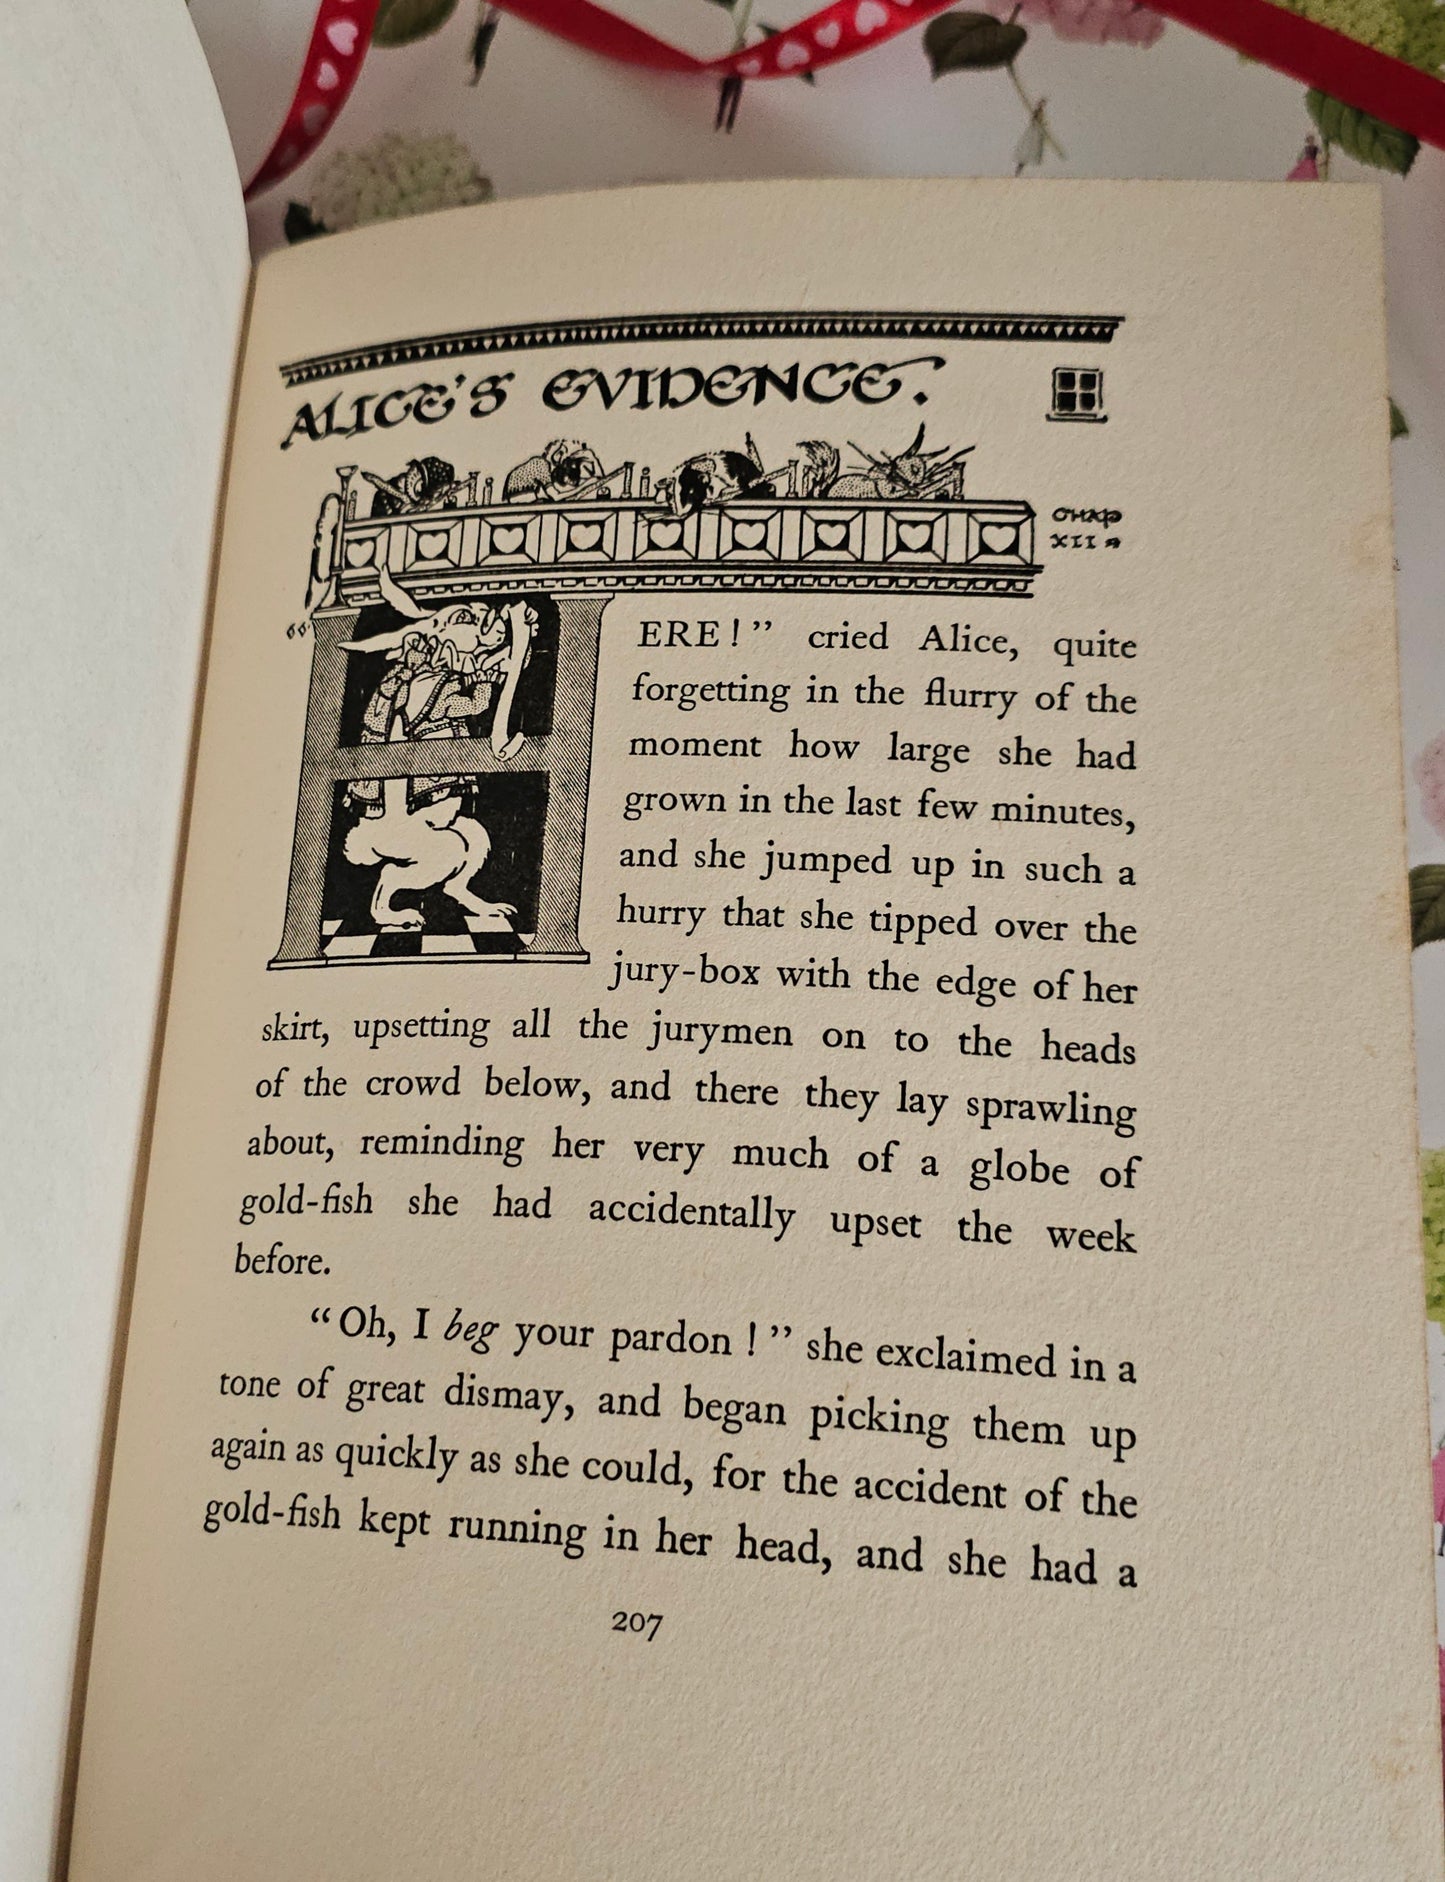 ALICE'S EVIDENCE.
CHAP
XII
“HERE!” cried Alice, quite
forgetting in the flurry of the
moment how large she had
grown in the last few minutes,
and she jumped up in such a
hurry that she tipped over the
jury-box with the edge of her
skirt, upsetting all the jurymen on to the heads
of the crowd below, and there they lay sprawling
about, reminding her very much of a globe of
gold-fish she had accidentally upset the week
before.
“Oh, I beg your pardon!” she exclaimed in a
tone of great dismay, and began picking them up
again as quickly as she could, for the accident of the
gold-fish kept running in her head, and she had a
207